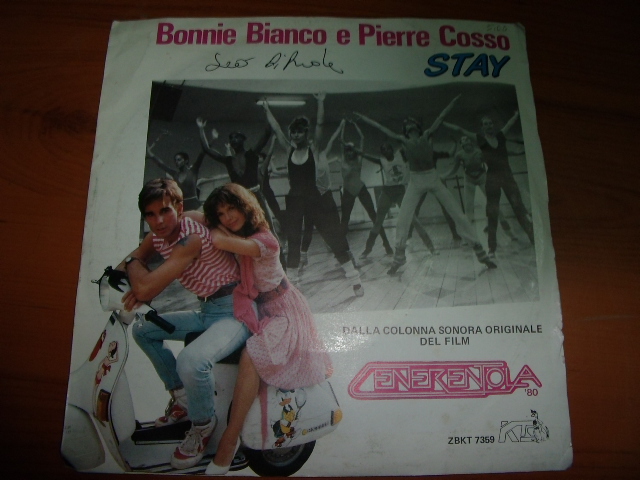 Bonnie Bianco e Pierre Cosso
STAY
DALLA COLONNA SONORA ORIGINALE
DEL FILM
CENERENTOLA
'80
ZBKT 7359